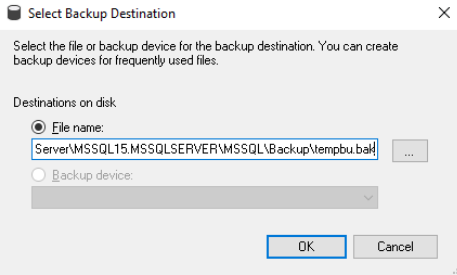 Select Backup Destination
Select the file or backup device for the backup destination. You can create
backup devices for frequently used files.
Destinations on disk
File name:
Server\MSSQL15.MSSQLSERVER\MSSQL\Backup\tempbu.bak
...
Backup device:
OK Cancel